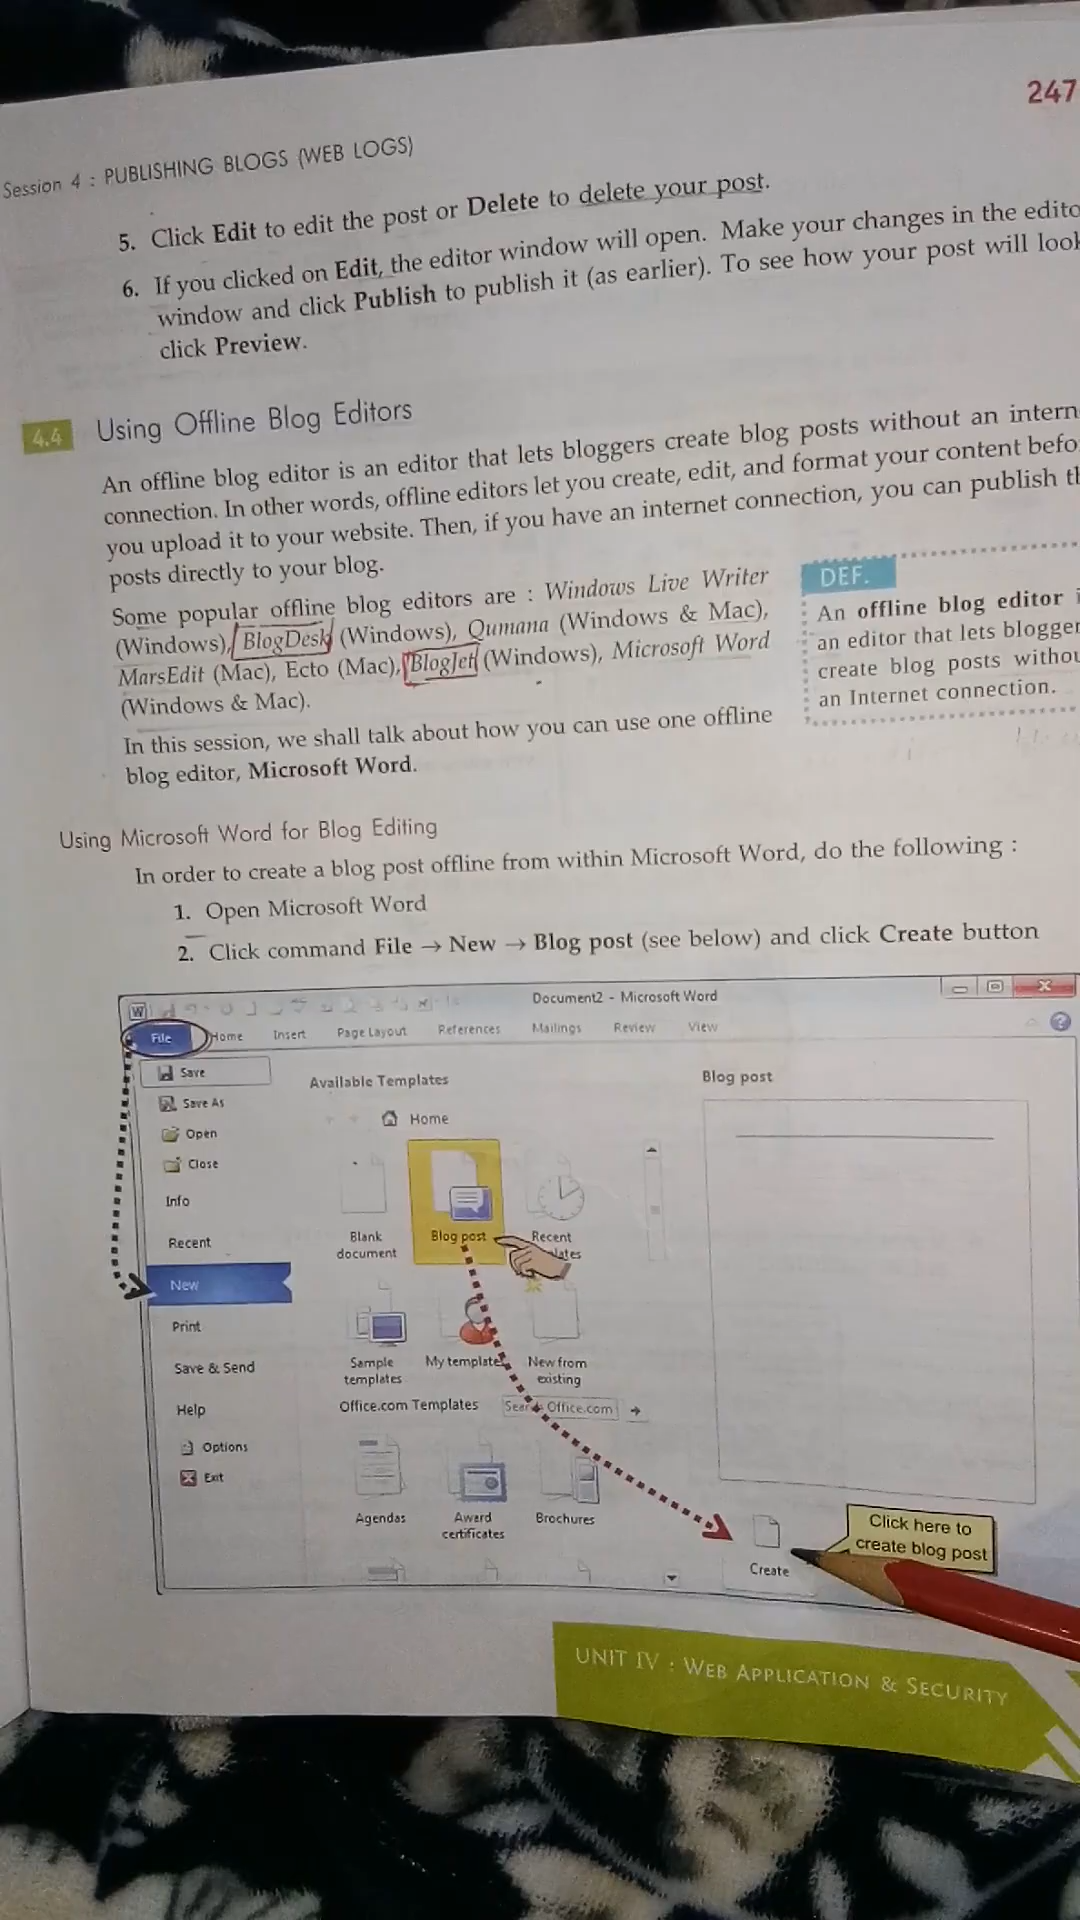 247
Session 4 : PUBLISHING BLOGS (WEB LOGS)
5. Click Edit to edit the post or Delete to delete your post.
6. If you clicked on Edit, the editor window will open. Make your changes in the edito
window and click Publish to publish it (as earlier). To see how your post will look
click Preview.
4.4 Using Offline Blog Editors
An offline blog editor is an editor that lets bloggers create blog posts without an intern
connection. In other words, offline editors let you create, edit, and format your content befo
you upload it to your website. Then, if you have an internet connection, you can publish th
posts directly to your blog.
Some popular offline blog editors are : Windows Live Writer
(Windows), BlogDesk (Windows), Qumana (Windows & Mac),
MarsEdit (Mac), Ecto (Mac), BlogJet (Windows), Microsoft Word
(Windows & Mac).
In this session, we shall talk about how you can use one offline
blog editor, Microsoft Word.
DEF.
An offline blog editor i
an editor that lets blogger
create blog posts withou
an Internet connection.
Using Microsoft Word for Blog Editing
In order to create a blog post offline from within Microsoft Word, do the following :
1. Open Microsoft Word
2. Click command File → New → Blog post (see below) and click Create button
Document2 - Microsoft Word
File Home Insert Page Layout References Mailings Review View
Save
Save As
Open
Close
Info
Recent
New
Print
Save & Send
Help
Options
Exit
Available Templates
Home
Blank
document
Blog post
Recent
lates
Sample
templates
My template
New from
existing
Office.com Templates
Sear Office.com
Agendas
Award
certificates
Brochures
Blog post
Create
Click here to
create blog post
UNIT IV : WEB APPLICATION & SECURITY